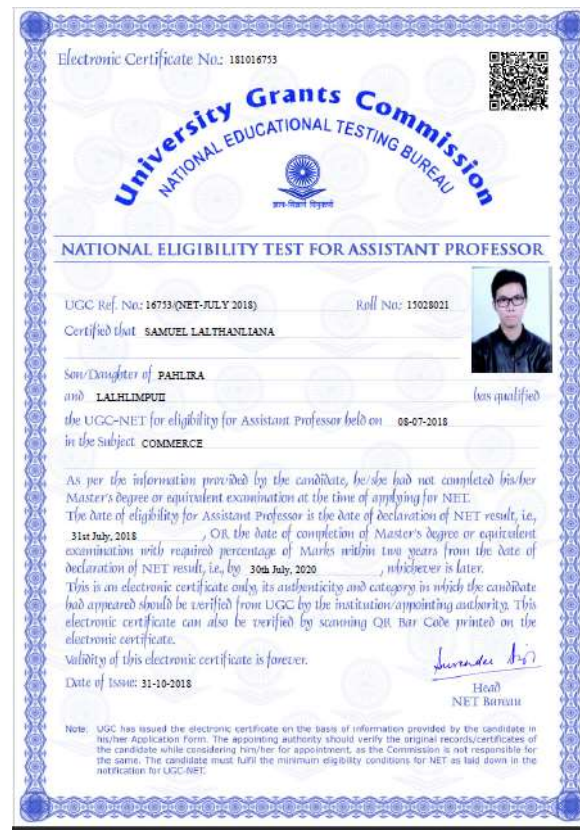 Electronic Certificate No.: 181016753
University Grants Commission
NATIONAL EDUCATIONAL TESTING BUREAU
ज्ञान-विज्ञानं विमुक्तये
NATIONAL ELIGIBILITY TEST FOR ASSISTANT PROFESSOR
UGC Ref. No.: 16753/(NET-JULY 2018) Roll No.: 15028021
Certified that SAMUEL LALTHANLIANA
Son/Daughter of PAHLIRA
and LALHLIMPUII has qualified
the UGC-NET for eligibility for Assistant Professor held on 08-07-2018
in the Subject COMMERCE
As per the information provided by the candidate, he/she had not completed his/her
Master's degree or equivalent examination at the time of applying for NET.
The date of eligibility for Assistant Professor is the date of declaration of NET result, i.e.,
31st July, 2018 , OR the date of completion of Master's degree or equivalent
examination with required percentage of Marks within two years from the date of
declaration of NET result, i.e., by 30th July, 2020 , whichever is later.
This is an electronic certificate only, its authenticity and category in which the candidate
had appeared should be verified from UGC by the institution/appointing authority. This
electronic certificate can also be verified by scanning QR Bar Code printed on the
electronic certificate.
Validity of this electronic certificate is forever.
Date of Issue: 31-10-2018
Head
NET Bureau
Note: UGC has issued the electronic certificate on the basis of information provided by the candidate in
his/her Application Form. The appointing authority should verify the original records/certificates of
the candidate while considering him/her for appointment, as the Commission is not responsible for
the same. The candidate must fulfil the minimum eligibility conditions for NET as laid down in the
notification for UGC-NET.